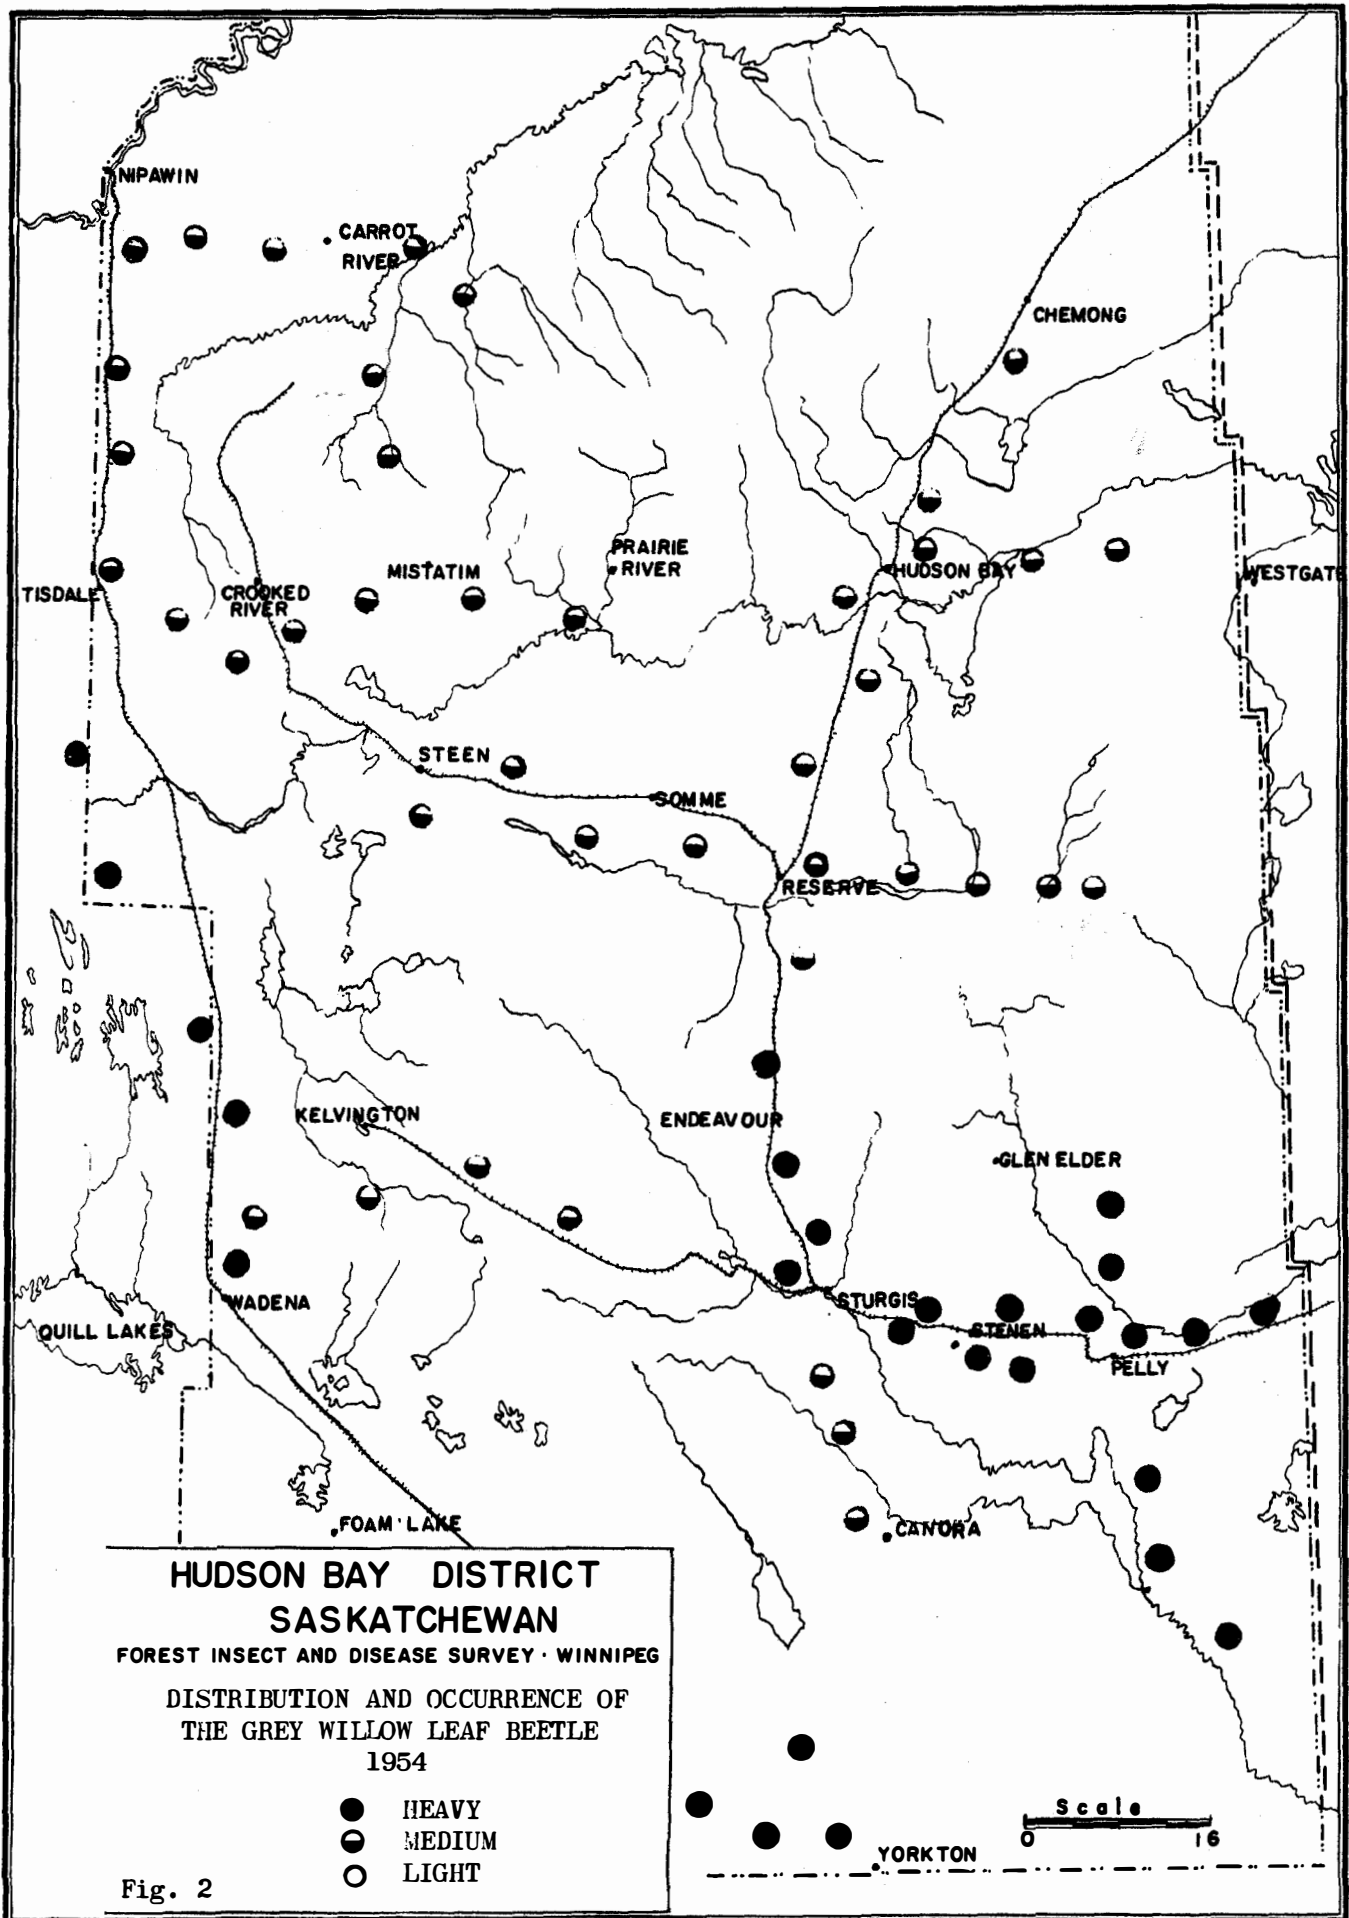 NIPAWIN
CARROT
RIVER
CHEMONG
PRAIRIE
RIVER
MISTATIM
HUDSON BAY
WESTGATE
TISDALE
CROOKED
RIVER
STEEN
SOMME
RESERVE
KELVINGTON
ENDEAVOUR
GLEN ELDER
WADENA
STURGIS
QUILL LAKES
STENEN
PELLY
FOAM LAKE
CANORA
HUDSON BAY DISTRICT
SASKATCHEWAN
FOREST INSECT AND DISEASE SURVEY · WINNIPEG
DISTRIBUTION AND OCCURRENCE OF
THE GREY WILLOW LEAF BEETLE
1954
HEAVY
MEDIUM
LIGHT
Fig. 2
Scale
0 16
YORKTON